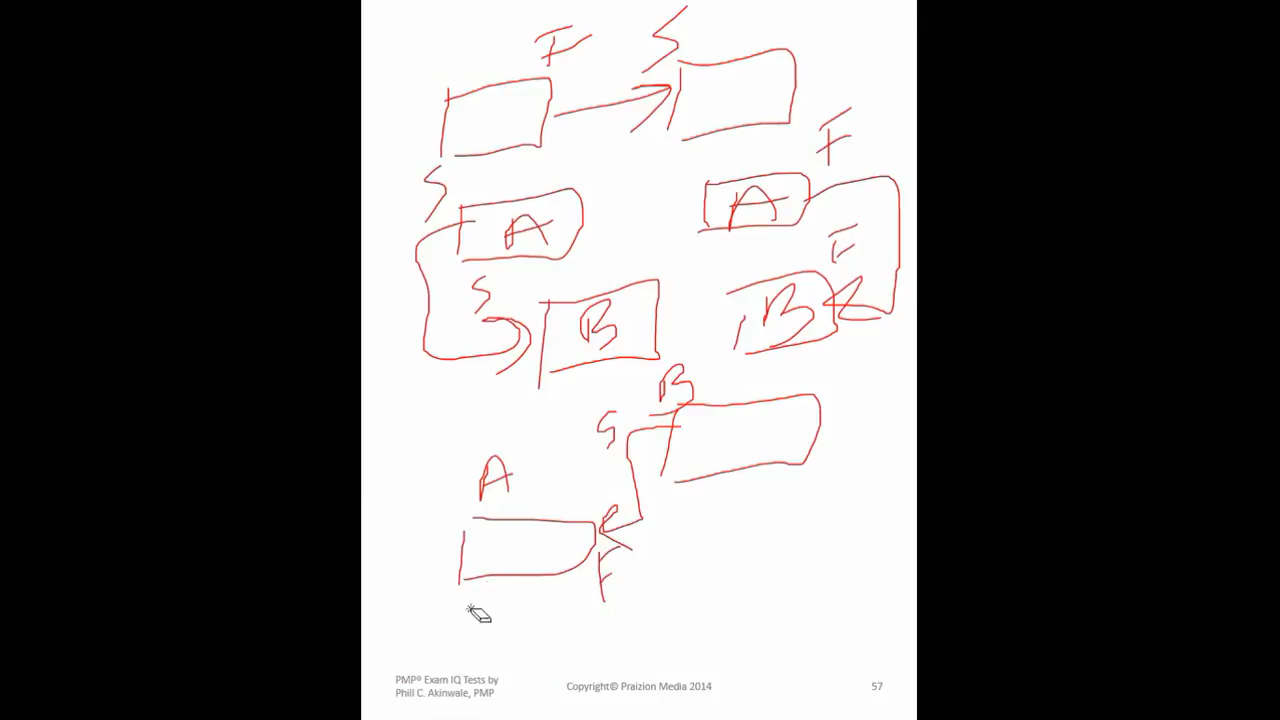 F S
F
S
A A
F
S
B B
B
S
A
F
PMP® Exam IQ Tests by
Phill C. Akinwale, PMP
Copyright© Praizion Media 2014
57